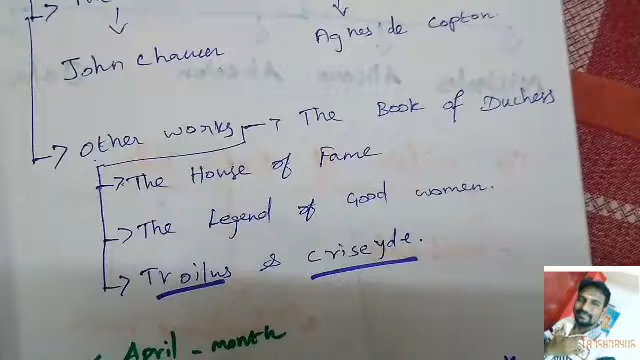 John Chaucer
Agnes de Copton
Other works → The Book of Duchess
→ The House of Fame
→ The Legend of Good women.
→ Troilus & Criseyde.
April - month